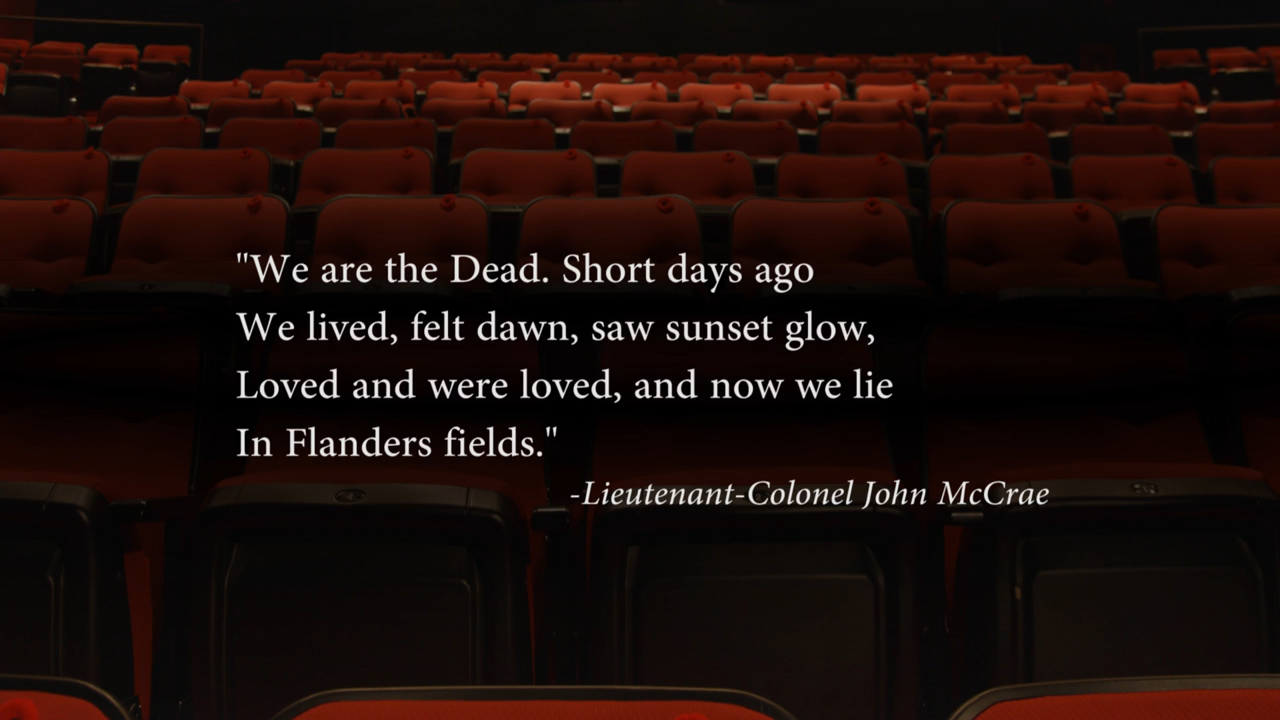 "We are the Dead. Short days ago
We lived, felt dawn, saw sunset glow,
Loved and were loved, and now we lie
In Flanders fields."
-Lieutenant-Colonel John McCrae